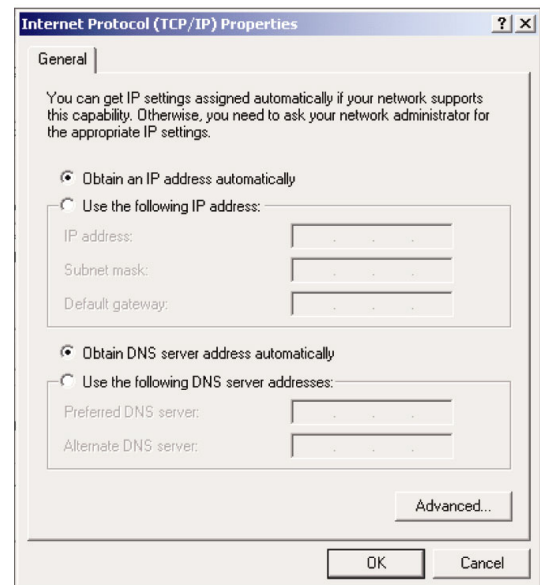 Internet Protocol (TCP/IP) Properties
General
You can get IP settings assigned automatically if your network supports
this capability. Otherwise, you need to ask your network administrator for
the appropriate IP settings.
Obtain an IP address automatically
Use the following IP address:
IP address:
Subnet mask:
Default gateway:
Obtain DNS server address automatically
Use the following DNS server addresses:
Preferred DNS server:
Alternate DNS server:
Advanced...
OK Cancel